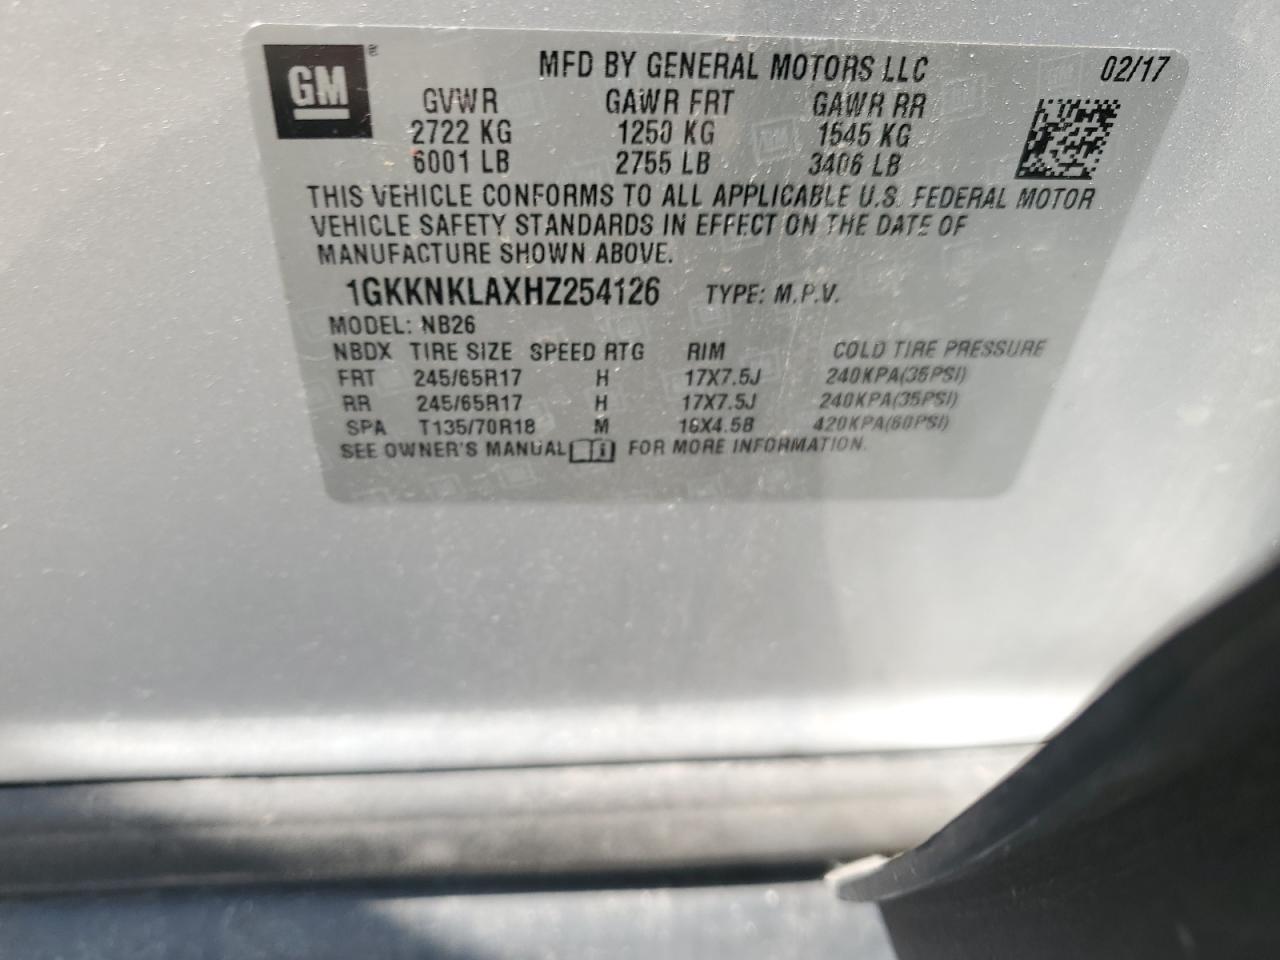 GM
MFD BY GENERAL MOTORS LLC 02/17
GVWR GAWR FRT GAWR RR
2722 KG 1250 KG 1545 KG
6001 LB 2755 LB 3406 LB
THIS VEHICLE CONFORMS TO ALL APPLICABLE U.S. FEDERAL MOTOR
VEHICLE SAFETY STANDARDS IN EFFECT ON THE DATE OF
MANUFACTURE SHOWN ABOVE.
1GKKNKLAXHZ254126 TYPE: M.P.V.
MODEL: NB26
NBDX TIRE SIZE SPEED RTG RIM COLD TIRE PRESSURE
FRT 245/65R17 H 17X7.5J 240KPA(35PSI)
RR 245/65R17 H 17X7.5J 240KPA(35PSI)
SPA T135/70R18 M 18X4.5B 420KPA(60PSI)
SEE OWNER'S MANUAL FOR MORE INFORMATION.